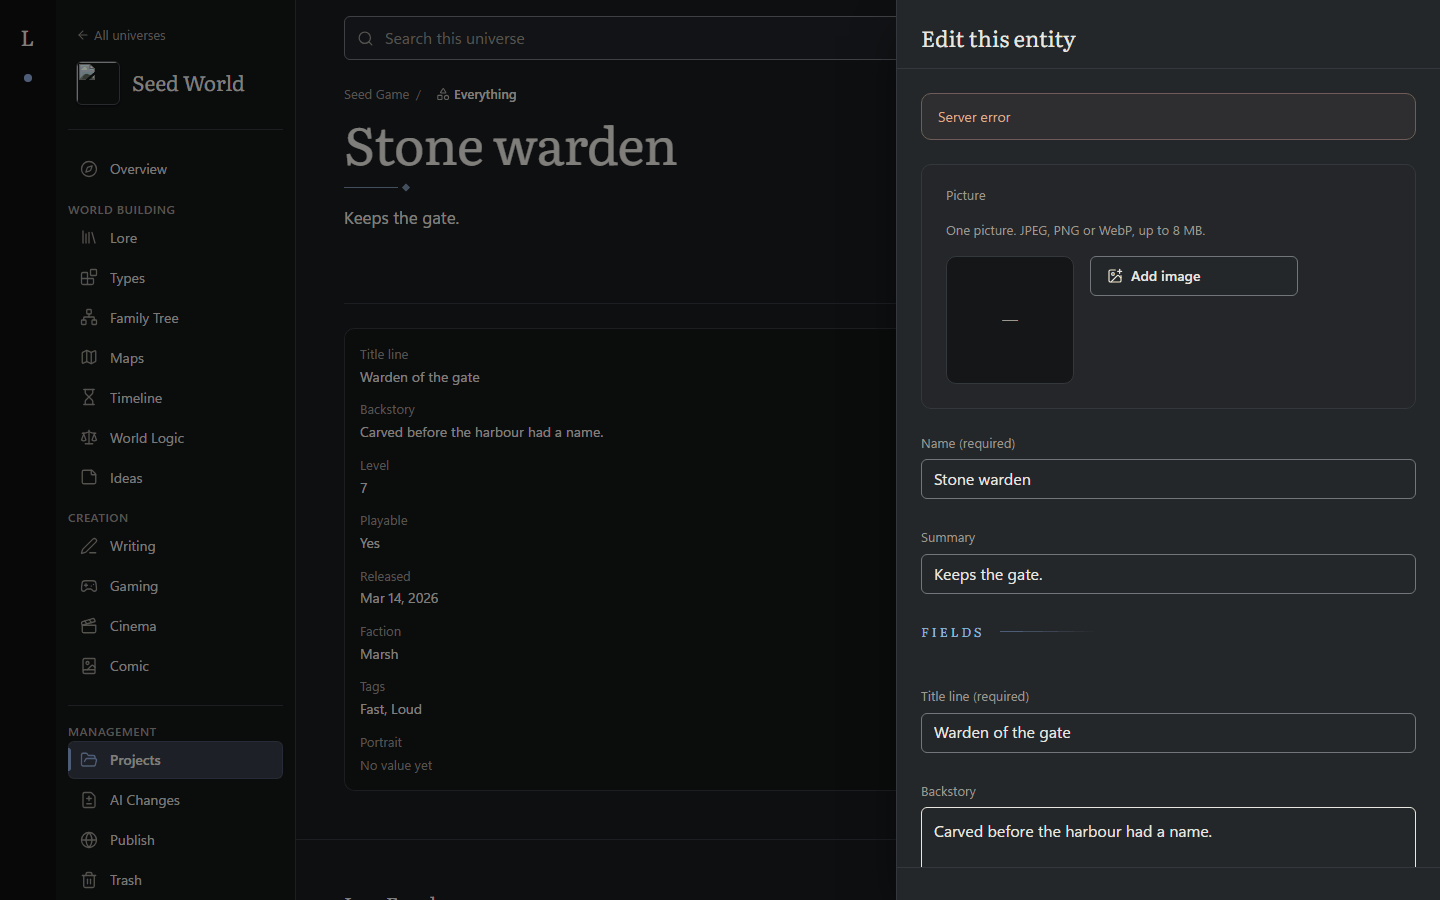 L
All universes
Seed World
Overview
WORLD BUILDING
Lore
Types
Family Tree
Maps
Timeline
World Logic
Ideas
CREATION
Writing
Gaming
Cinema
Comic
MANAGEMENT
Projects
AI Changes
Publish
Trash
Search this universe
Seed Game / Everything
Stone warden
Keeps the gate.
Title line
Warden of the gate
Backstory
Carved before the harbour had a name.
Level
7
Playable
Yes
Released
Mar 14, 2026
Faction
Marsh
Tags
Fast, Loud
Portrait
No value yet
Edit this entity
Server error
Picture
One picture. JPEG, PNG or WebP, up to 8 MB.
—
Add image
Name (required)
Stone warden
Summary
Keeps the gate.
FIELDS
Title line (required)
Warden of the gate
Backstory
Carved before the harbour had a name.